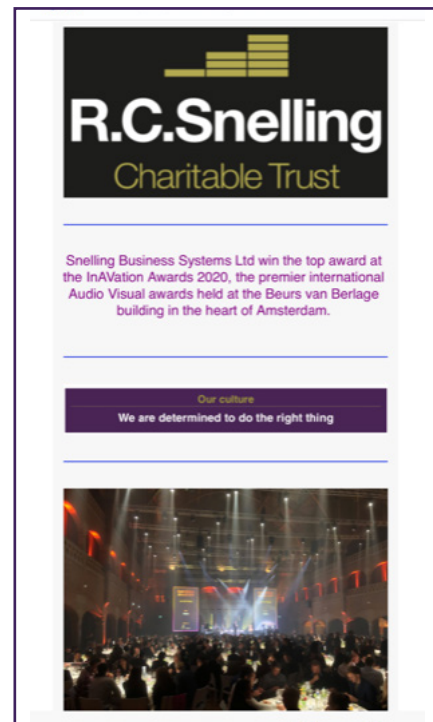 R.C.Snelling
Charitable Trust
Snelling Business Systems Ltd win the top award at
the InAVation Awards 2020, the premier international
Audio Visual awards held at the Beurs van Berlage
building in the heart of Amsterdam.
Our culture
We are determined to do the right thing